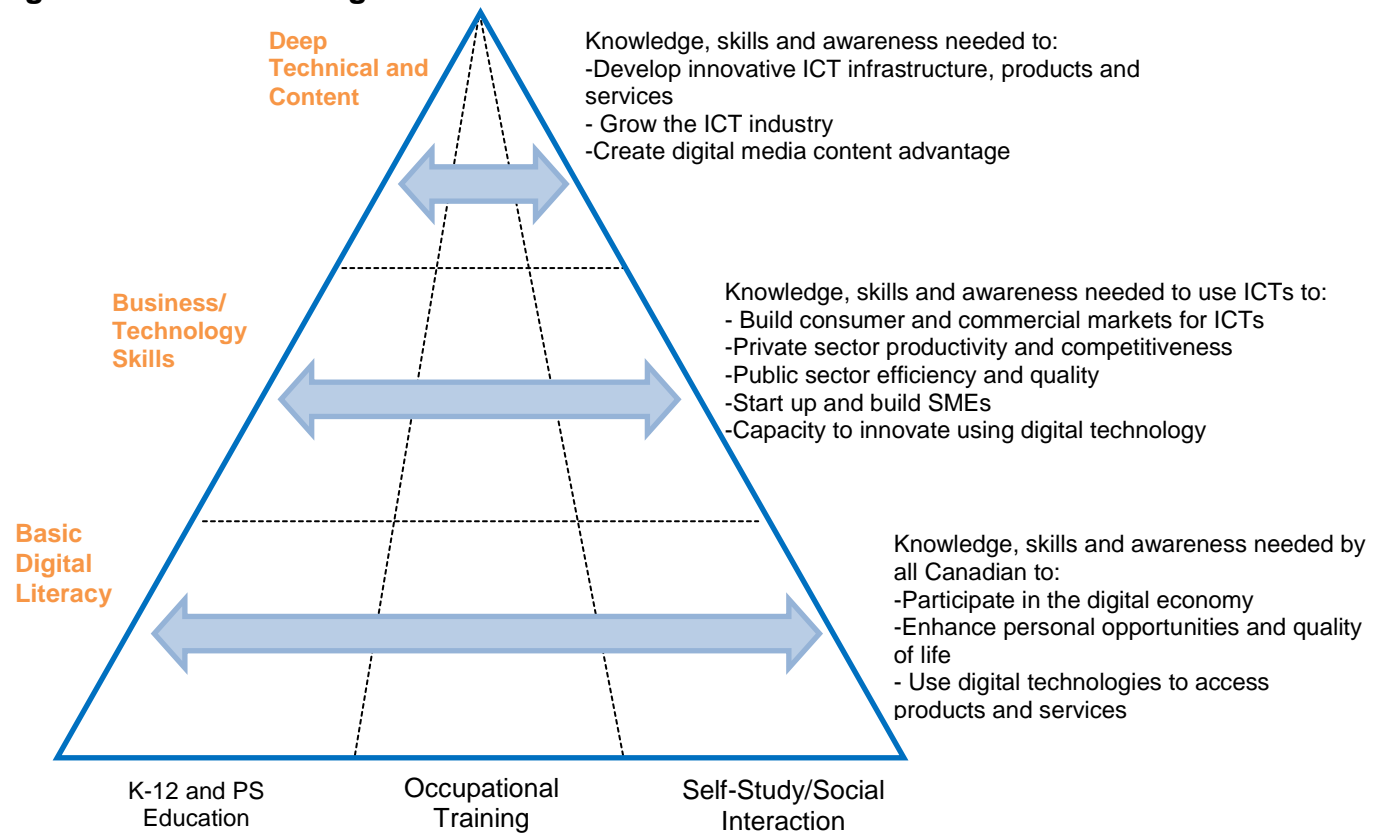 Deep
Technical and
Content
Knowledge, skills and awareness needed to:
-Develop innovative ICT infrastructure, products and
services
- Grow the ICT industry
-Create digital media content advantage
Business/
Technology
Skills
Knowledge, skills and awareness needed to use ICTs to:
- Build consumer and commercial markets for ICTs
-Private sector productivity and competitiveness
-Public sector efficiency and quality
-Start up and build SMEs
-Capacity to innovate using digital technology
Basic
Digital
Literacy
Knowledge, skills and awareness needed by
all Canadian to:
-Participate in the digital economy
-Enhance personal opportunities and quality
of life
- Use digital technologies to access
products and services
K-12 and PS
Education
Occupational
Training
Self-Study/Social
Interaction